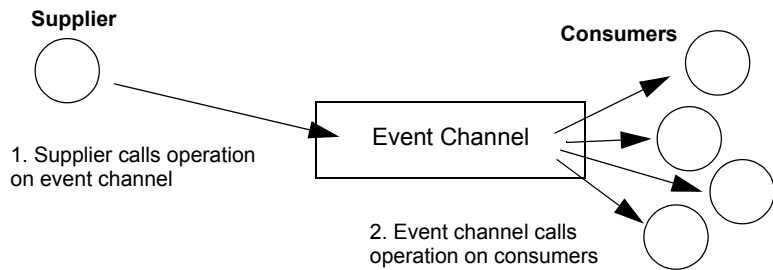 Supplier
Consumers
Event Channel
1. Supplier calls operation
on event channel
2. Event channel calls
operation on consumers